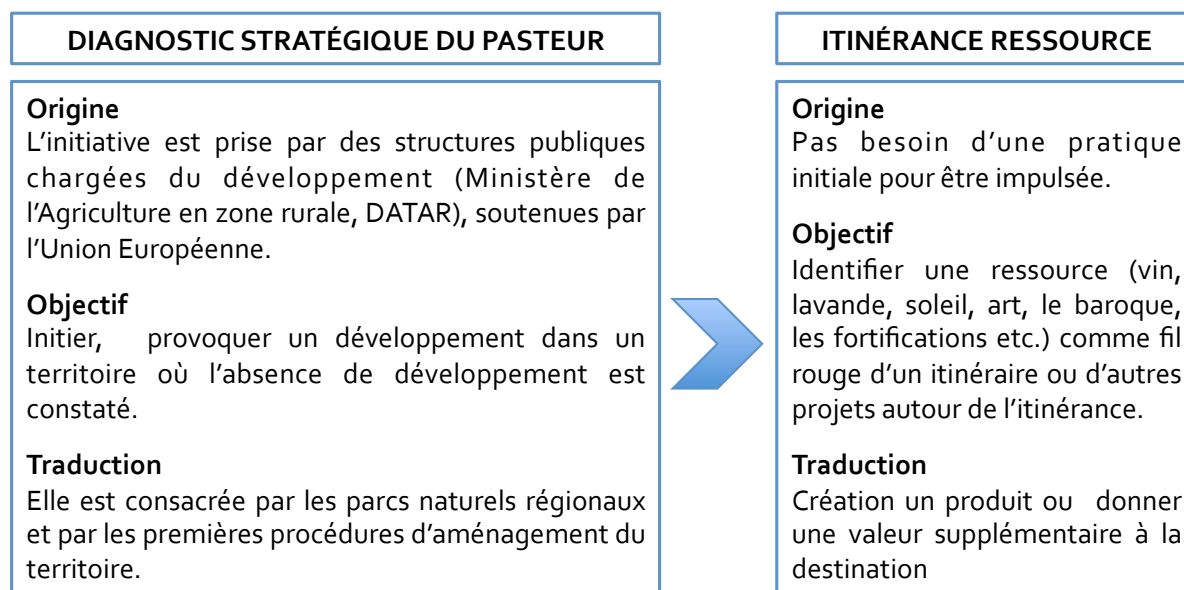 DIAGNOSTIC STRATÉGIQUE DU PASTEUR
Origine
L'initiative est prise par des structures publiques
chargées du développement (Ministère de
l'Agriculture en zone rurale, DATAR), soutenues par
l'Union Européenne.
Objectif
Initier, provoquer un développement dans un
territoire où l'absence de développement est
constaté.
Traduction
Elle est consacrée par les parcs naturels régionaux
et par les premières procédures d'aménagement du
territoire.
ITINÉRANCE RESSOURCE
Origine
Pas besoin d'une pratique
initiale pour être impulsée.
Objectif
Identifier une ressource (vin,
lavande, soleil, art, le baroque,
les fortifications etc.) comme fil
rouge d'un itinéraire ou d'autres
projets autour de l'itinérance.
Traduction
Création un produit ou donner
une valeur supplémentaire à la
destination